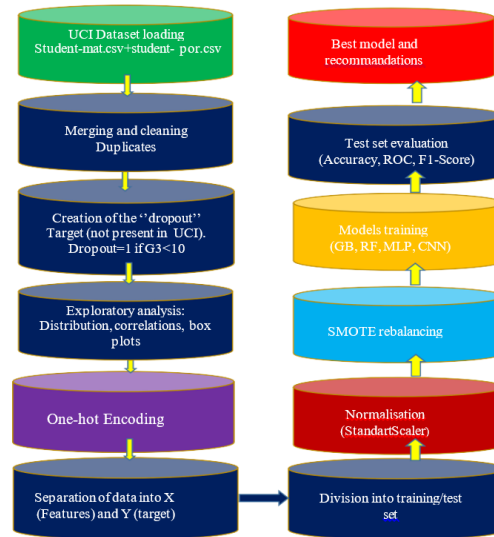 UCI Dataset loading
Student-mat.csv+student- por.csv
Merging and cleaning
Duplicates
Creation of the ‘’dropout’’
Target (not present in UCI).
Dropout=1 if G3<10
Exploratory analysis:
Distribution, correlations, box
plots
One-hot Encoding
Separation of data into X
(Features) and Y (target)
Division into training/test
set
Normalisation
(StandartScaler)
SMOTE rebalancing
Models training
(GB, RF, MLP, CNN)
Test set evaluation
(Accuracy, ROC, F1-Score)
Best model and
recommandations